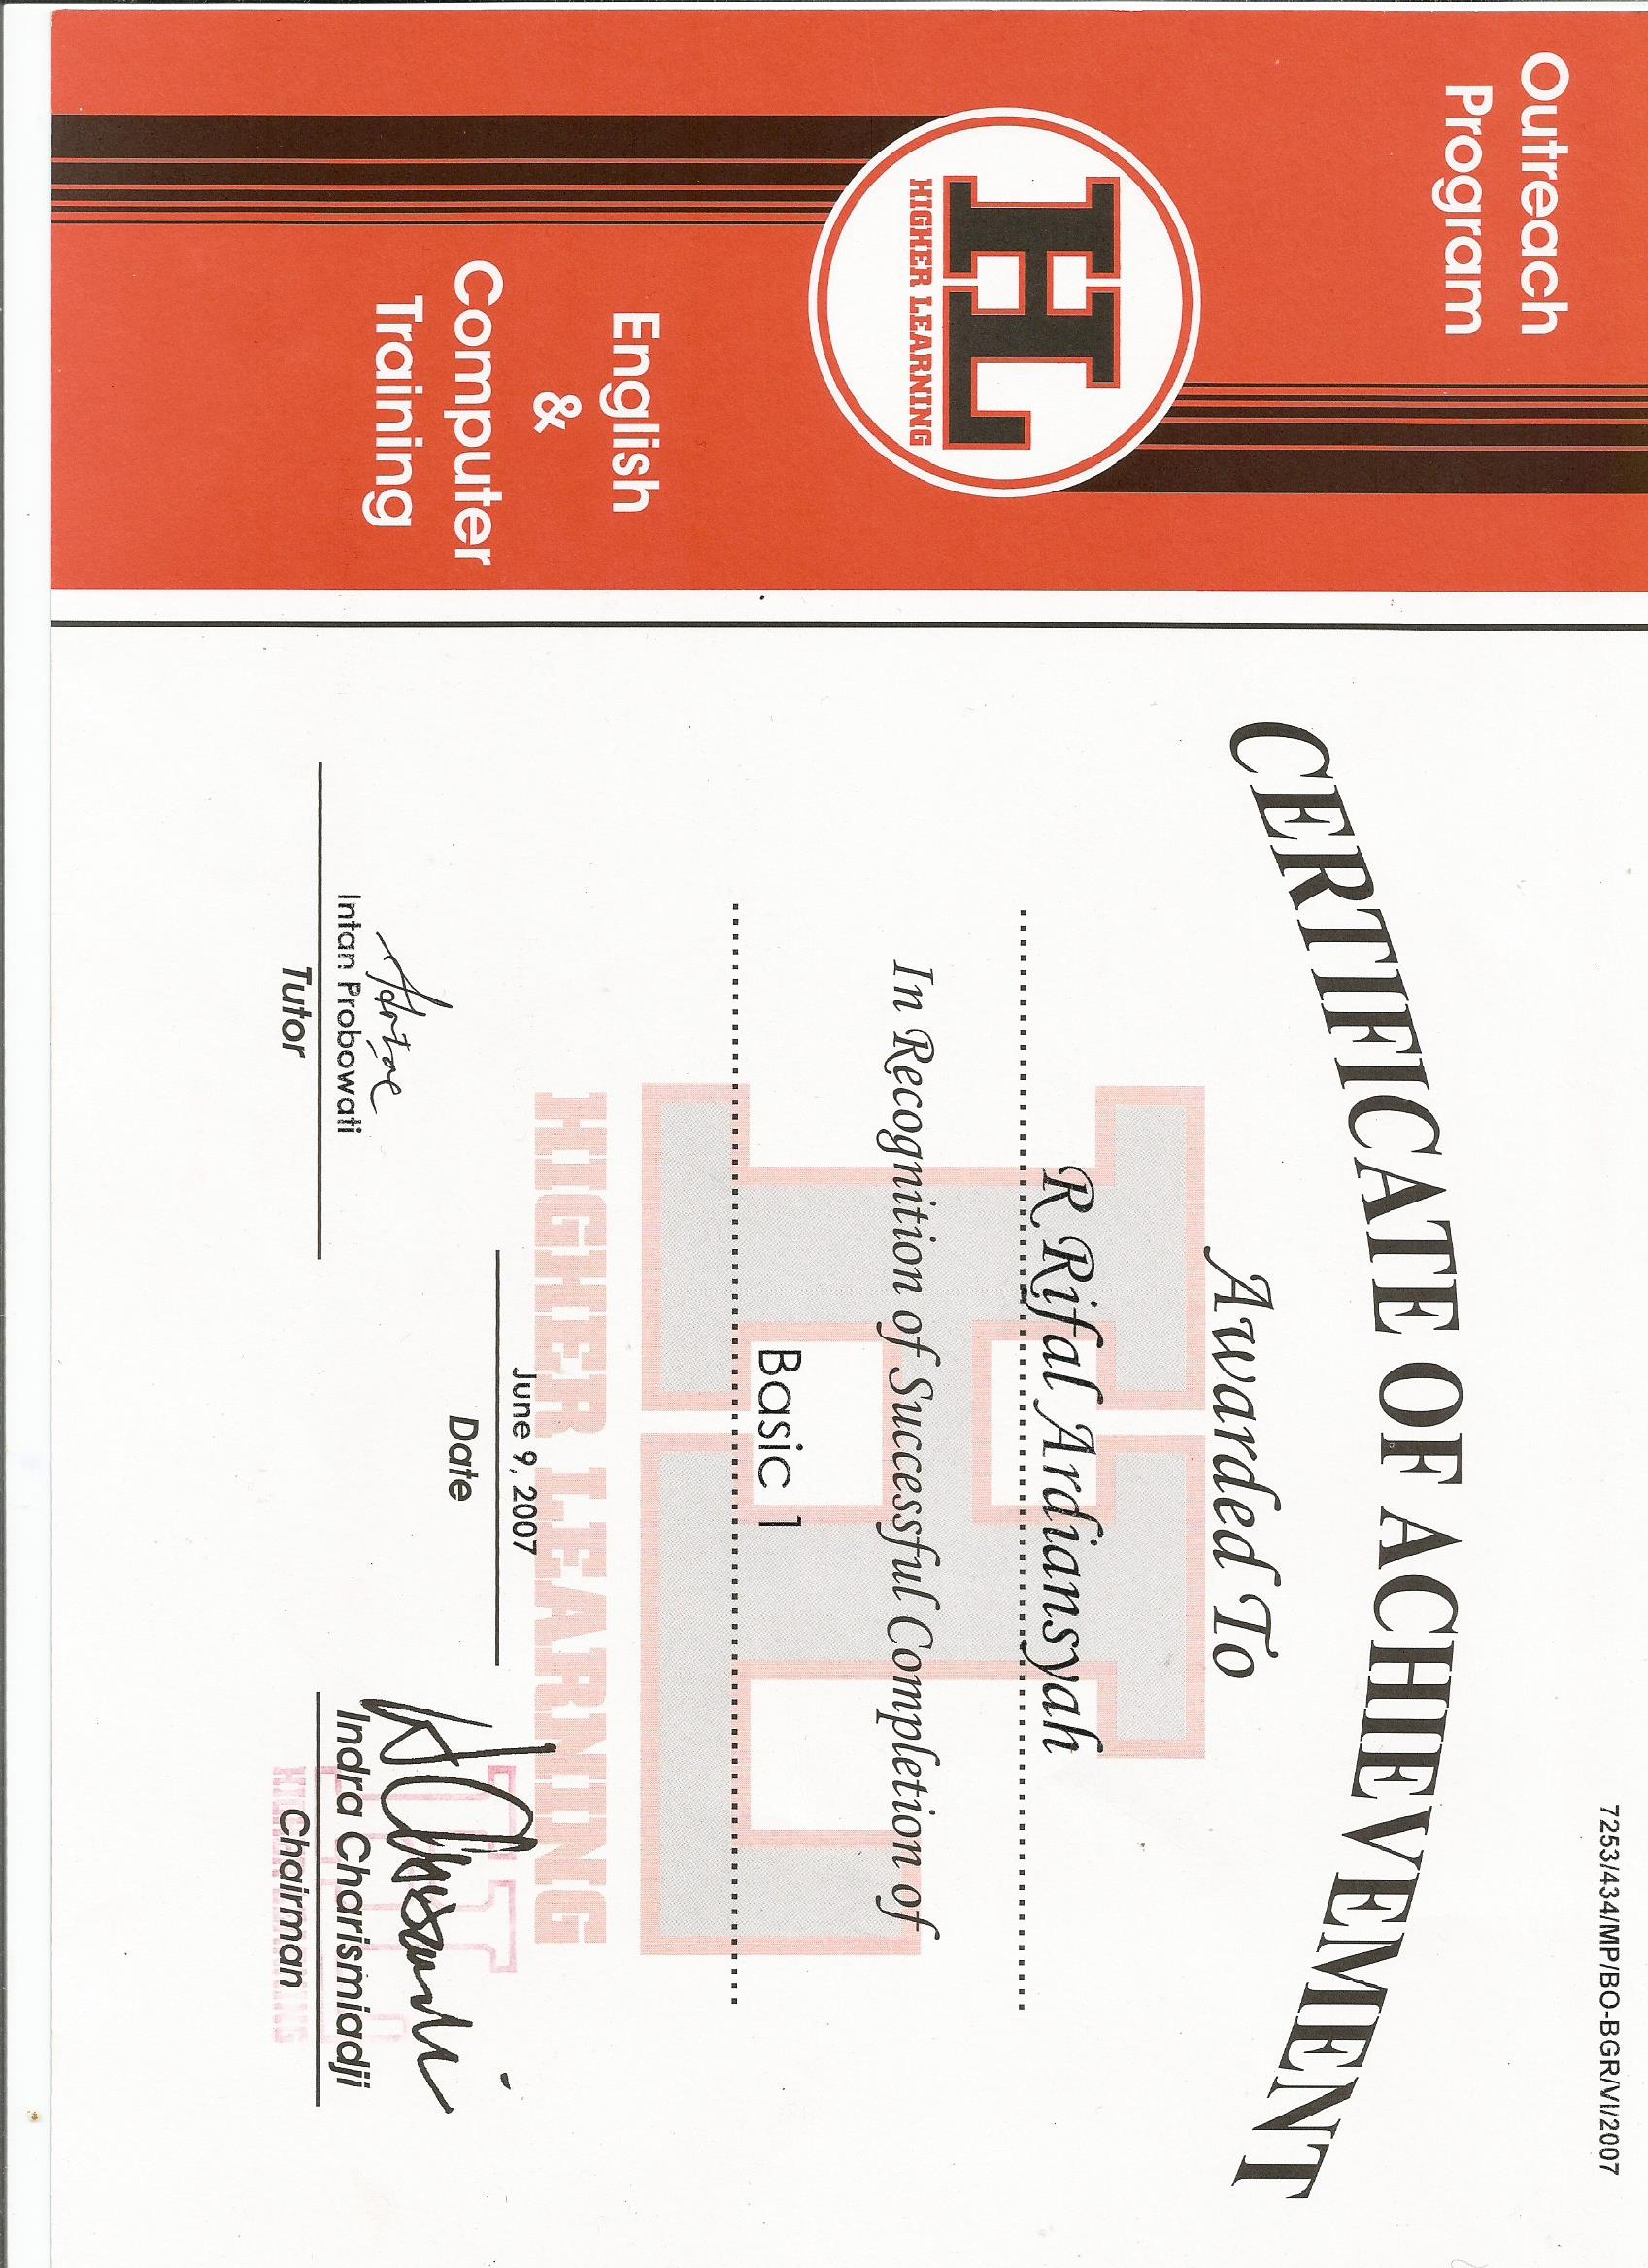 Outreach
Program
HL
HIGHER LEARNING
English
&
Computer
Training
7253/434/MP/BO-BGR/VI/2007
CERTIFICATE OF ACHIEVEMENT
Awarded To
R Rifal Ardiansyah
In Recognition of Successful Completion of
Basic 1
HIGHER LEARNING
June 9, 2007
Date
Intan Probowati
Tutor
Indra Charismiadji
Chairman